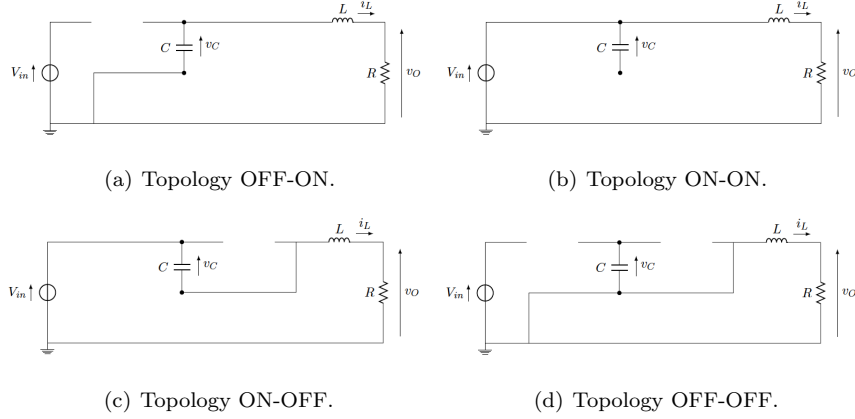 L i_L
C v_C
V_in R v_O
(a) Topology OFF-ON.
L i_L
C v_C
V_in R v_O
(b) Topology ON-ON.
L i_L
C v_C
V_in R v_O
(c) Topology ON-OFF.
L i_L
C v_C
V_in R v_O
(d) Topology OFF-OFF.